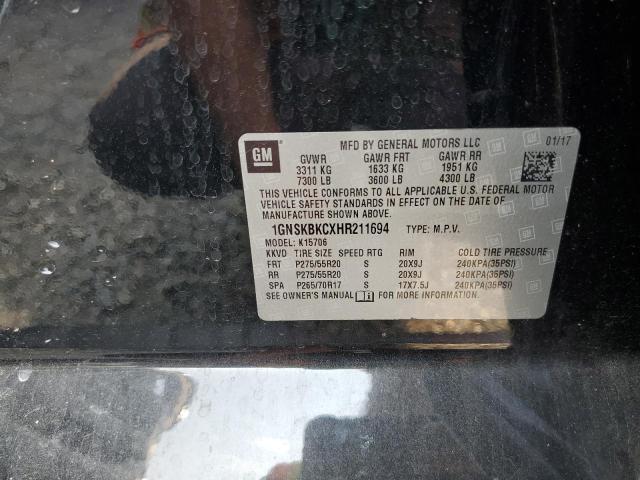 MFD BY GENERAL MOTORS LLC 01/17
GM
GVWR GAWR FRT GAWR RR
3311 KG 1633 KG 1951 KG
7300 LB 3600 LB 4300 LB
THIS VEHICLE CONFORMS TO ALL APPLICABLE U.S. FEDERAL MOTOR
VEHICLE SAFETY STANDARDS IN EFFECT ON THE DATE OF
MANUFACTURE SHOWN ABOVE.
1GNSKBKCXHR211694 TYPE: M.P.V.
MODEL: K15706
KKVD TIRE SIZE SPEED RTG RIM COLD TIRE PRESSURE
FRT P275/55R20 S 20X9J 240KPA(35PSI)
RR P275/55R20 S 20X9J 240KPA(35PSI)
SPA P265/70R17 S 17X7.5J 240KPA(35PSI)
SEE OWNER'S MANUAL FOR MORE INFORMATION.